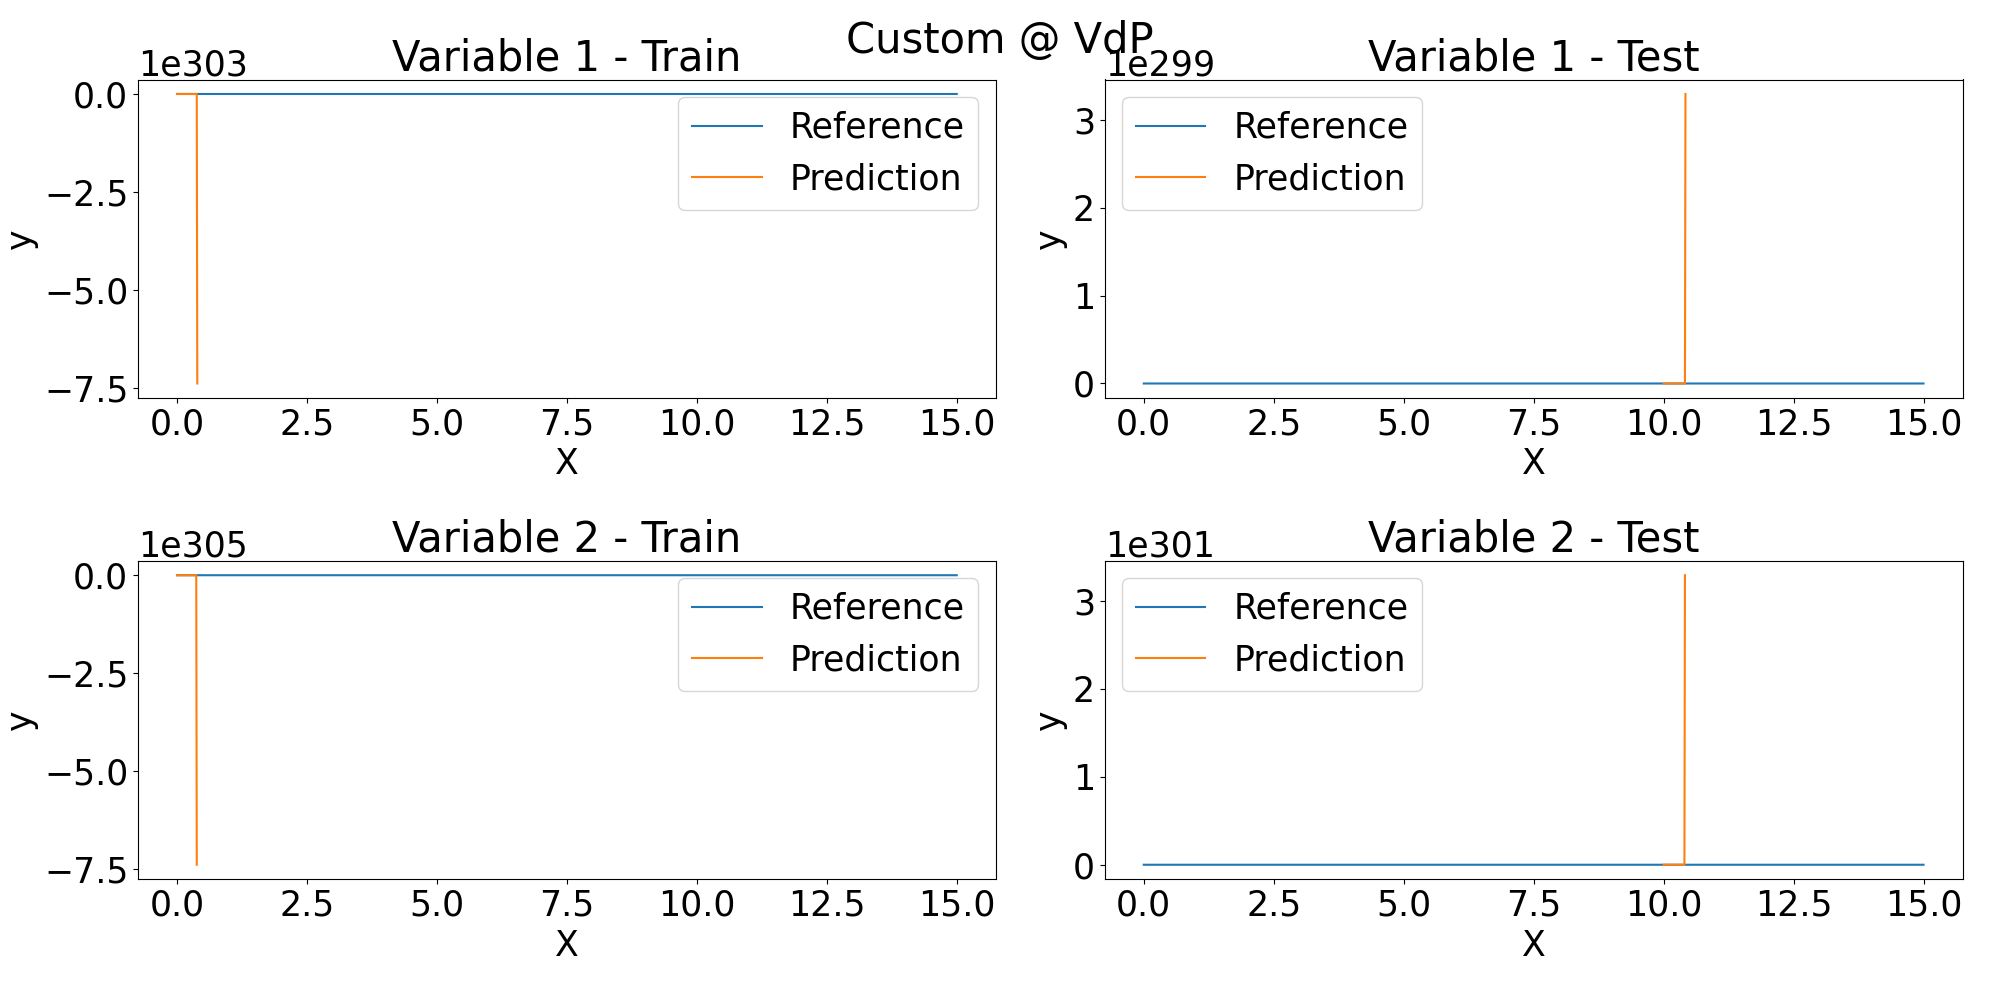 Custom @ VdP
Variable 1 - Train
1e303
0.0
−2.5
−5.0
−7.5
y
Reference
Prediction
0.0 2.5 5.0 7.5 10.0 12.5 15.0
X
Variable 1 - Test
1e299
3
2
1
0
y
Reference
Prediction
0.0 2.5 5.0 7.5 10.0 12.5 15.0
X
Variable 2 - Train
1e305
0.0
−2.5
−5.0
−7.5
y
Reference
Prediction
0.0 2.5 5.0 7.5 10.0 12.5 15.0
X
Variable 2 - Test
1e301
3
2
1
0
y
Reference
Prediction
0.0 2.5 5.0 7.5 10.0 12.5 15.0
X